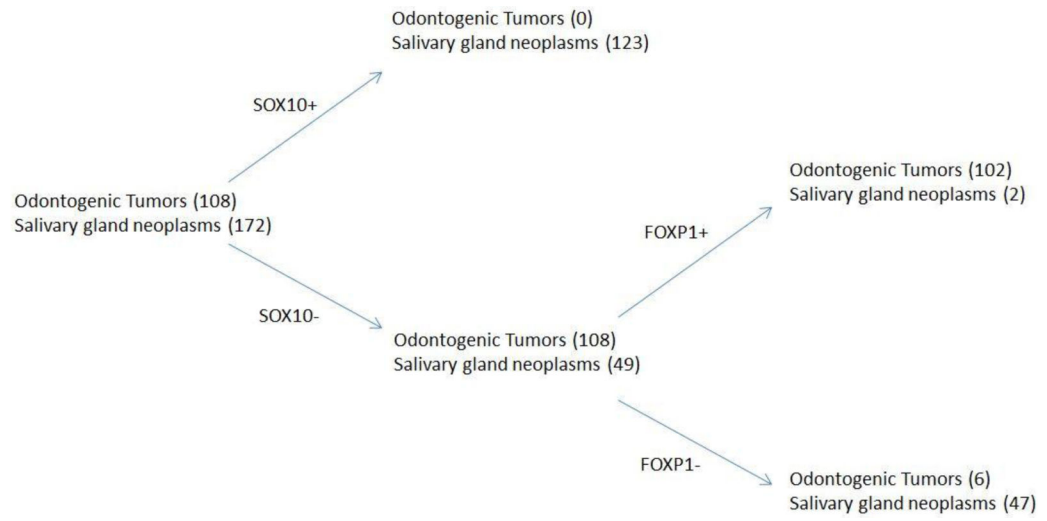 Odontogenic Tumors (0)
Salivary gland neoplasms (123)
SOX10+
Odontogenic Tumors (108)
Salivary gland neoplasms (172)
SOX10-
Odontogenic Tumors (108)
Salivary gland neoplasms (49)
FOXP1+
Odontogenic Tumors (102)
Salivary gland neoplasms (2)
FOXP1-
Odontogenic Tumors (6)
Salivary gland neoplasms (47)